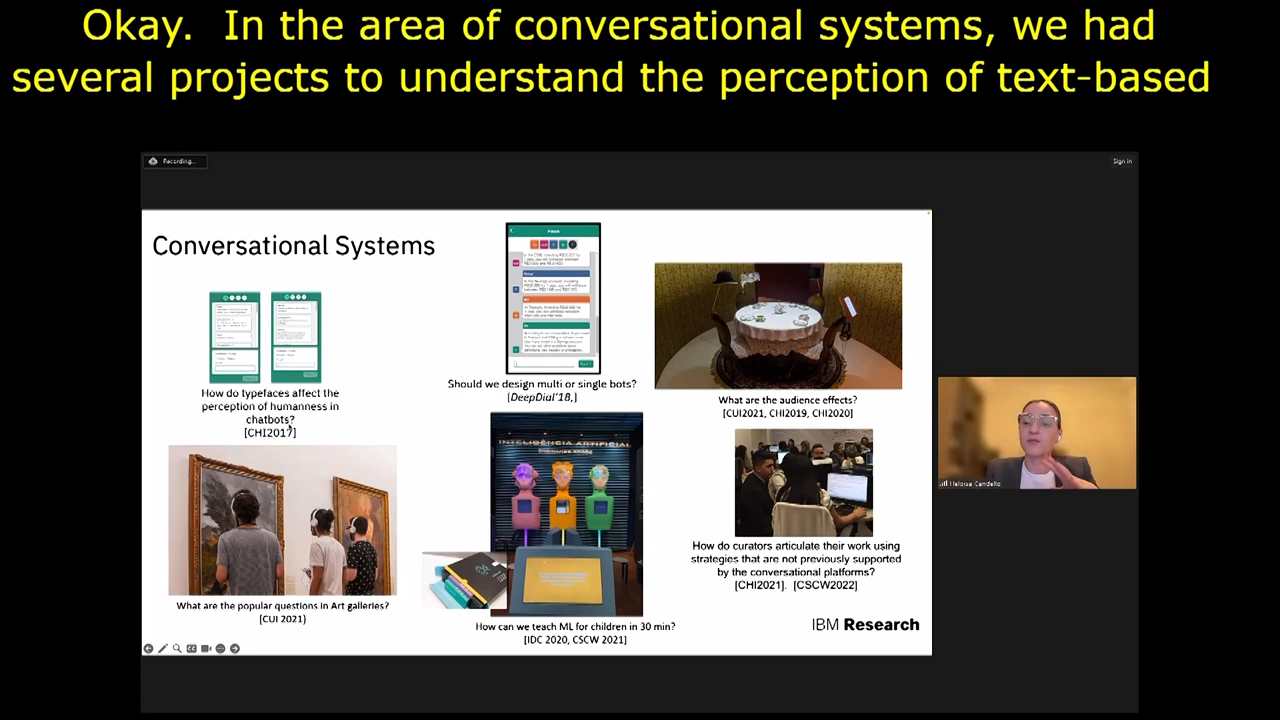 Okay. In the area of conversational systems, we had
several projects to understand the perception of text-based
Recording...
Sign in
Conversational Systems
How do typefaces affect the
perception of humanness in
chatbots?
[CHI2017]
Should we design multi or single bots?
[DeepDial'18,]
What are the audience effects?
[CUI2021, CHI2019, CHI2020]
What are the popular questions in Art galleries?
[CUI 2021)
INTELIGÊNCIA ARTIFICIAL
How can we teach ML for children in 30 min?
[IDC 2020, CSCW 2021]
How do curators articulate their work using
strategies that are not previously supported
by the conversational platforms?
[CHI2021]. [CSCW2022]
IBM Research
Heloisa Candello